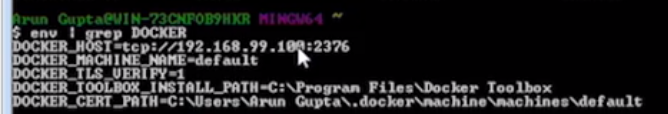 Arun Gupta@WIN-73CNFOB9HKR MINGW64 ~
$ env | grep DOCKER
DOCKER_HOST=tcp://192.168.99.100:2376
DOCKER_MACHINE_NAME=default
DOCKER_TLS_VERIFY=1
DOCKER_TOOLBOX_INSTALL_PATH=C:\Program Files\Docker Toolbox
DOCKER_CERT_PATH=C:\Users\Arun Gupta\.docker\machine\machines\default